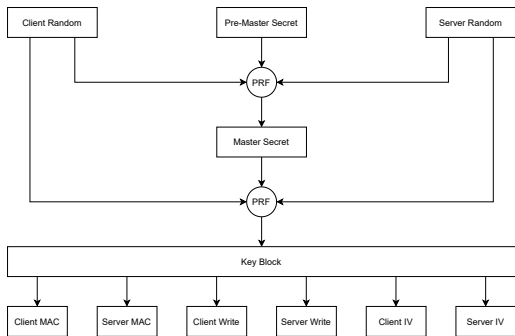 Client Random
Pre-Master Secret
Server Random
PRF
Master Secret
PRF
Key Block
Client MAC
Server MAC
Client Write
Server Write
Client IV
Server IV